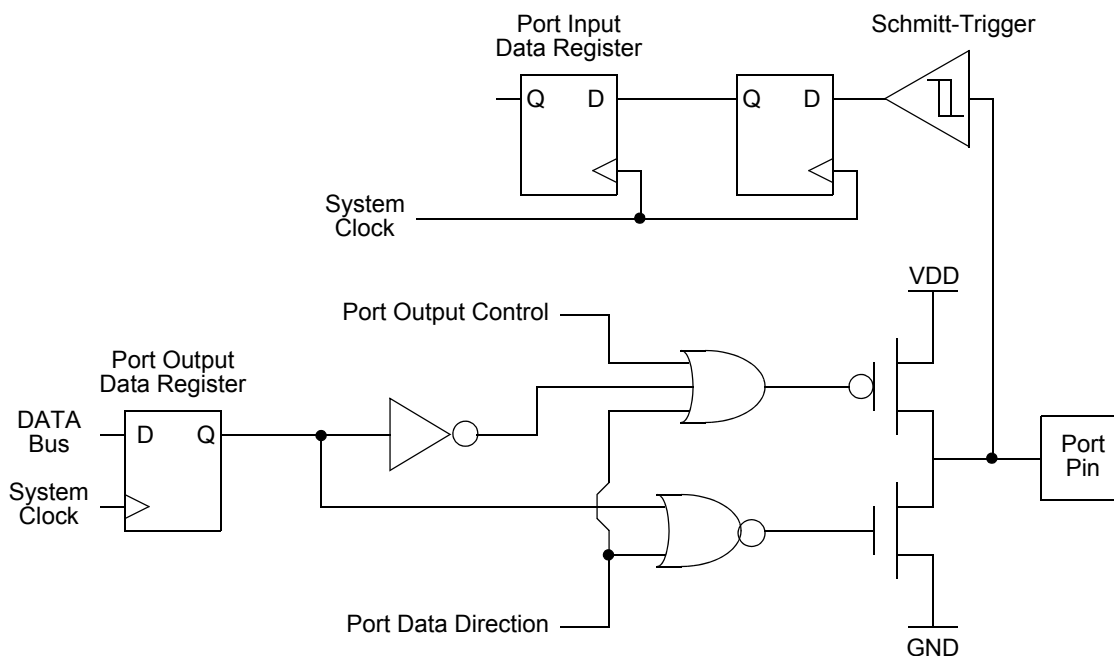 Port Input
Data Register
Schmitt-Trigger
Q D
Q D
System
Clock
VDD
Port Output Control
Port Output
Data Register
DATA
Bus
D Q
System
Clock
Port
Pin
Port Data Direction
GND